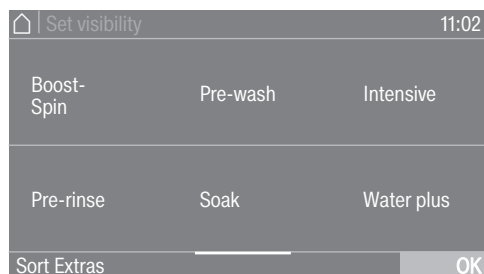 Set visibility 11:02
Boost-
Spin
Pre-wash
Intensive
Pre-rinse
Soak
Water plus
Sort Extras OK